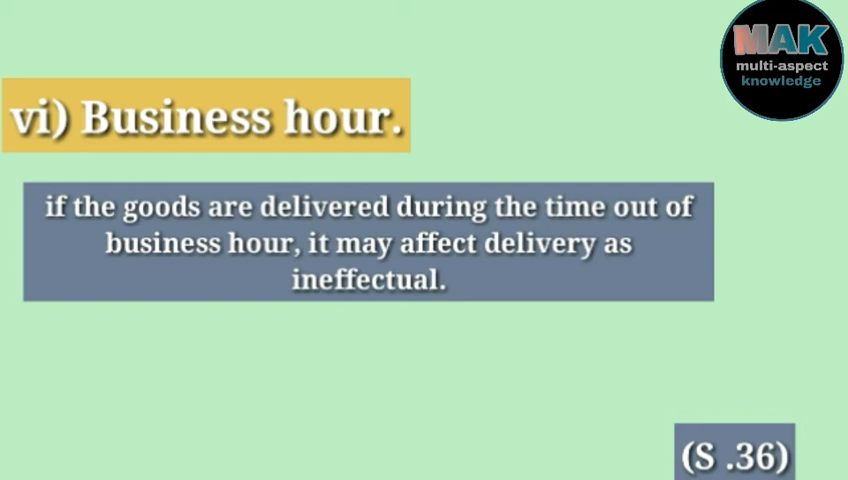 MAK
multi-aspect
knowledge
vi) Business hour.
if the goods are delivered during the time out of
business hour, it may affect delivery as
ineffectual.
(S .36)